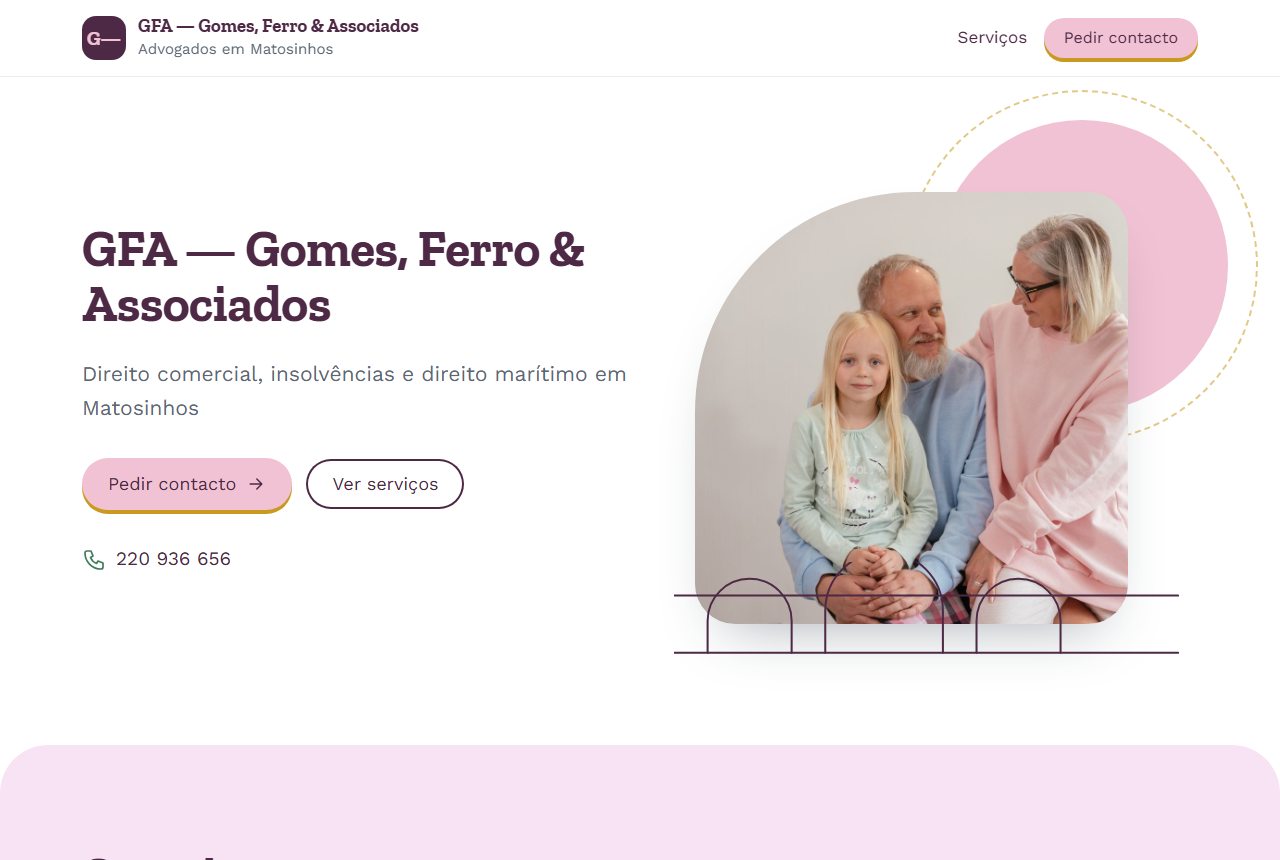 G—
GFA — Gomes, Ferro & Associados
Advogados em Matosinhos
Serviços
Pedir contacto
GFA — Gomes, Ferro &
Associados
Direito comercial, insolvências e direito marítimo em
Matosinhos
Pedir contacto →
Ver serviços
220 936 656